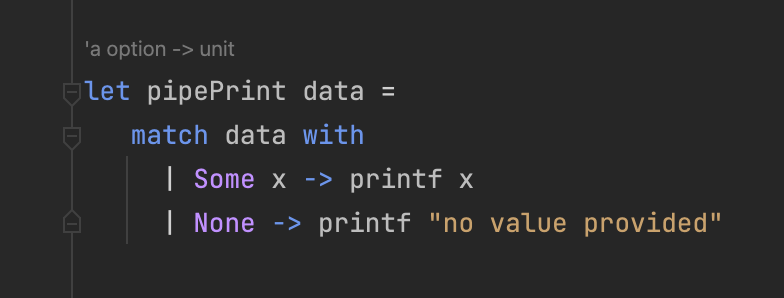 'a option -> unit
let pipePrint data =
match data with
| Some x -> printf x
| None -> printf "no value provided"